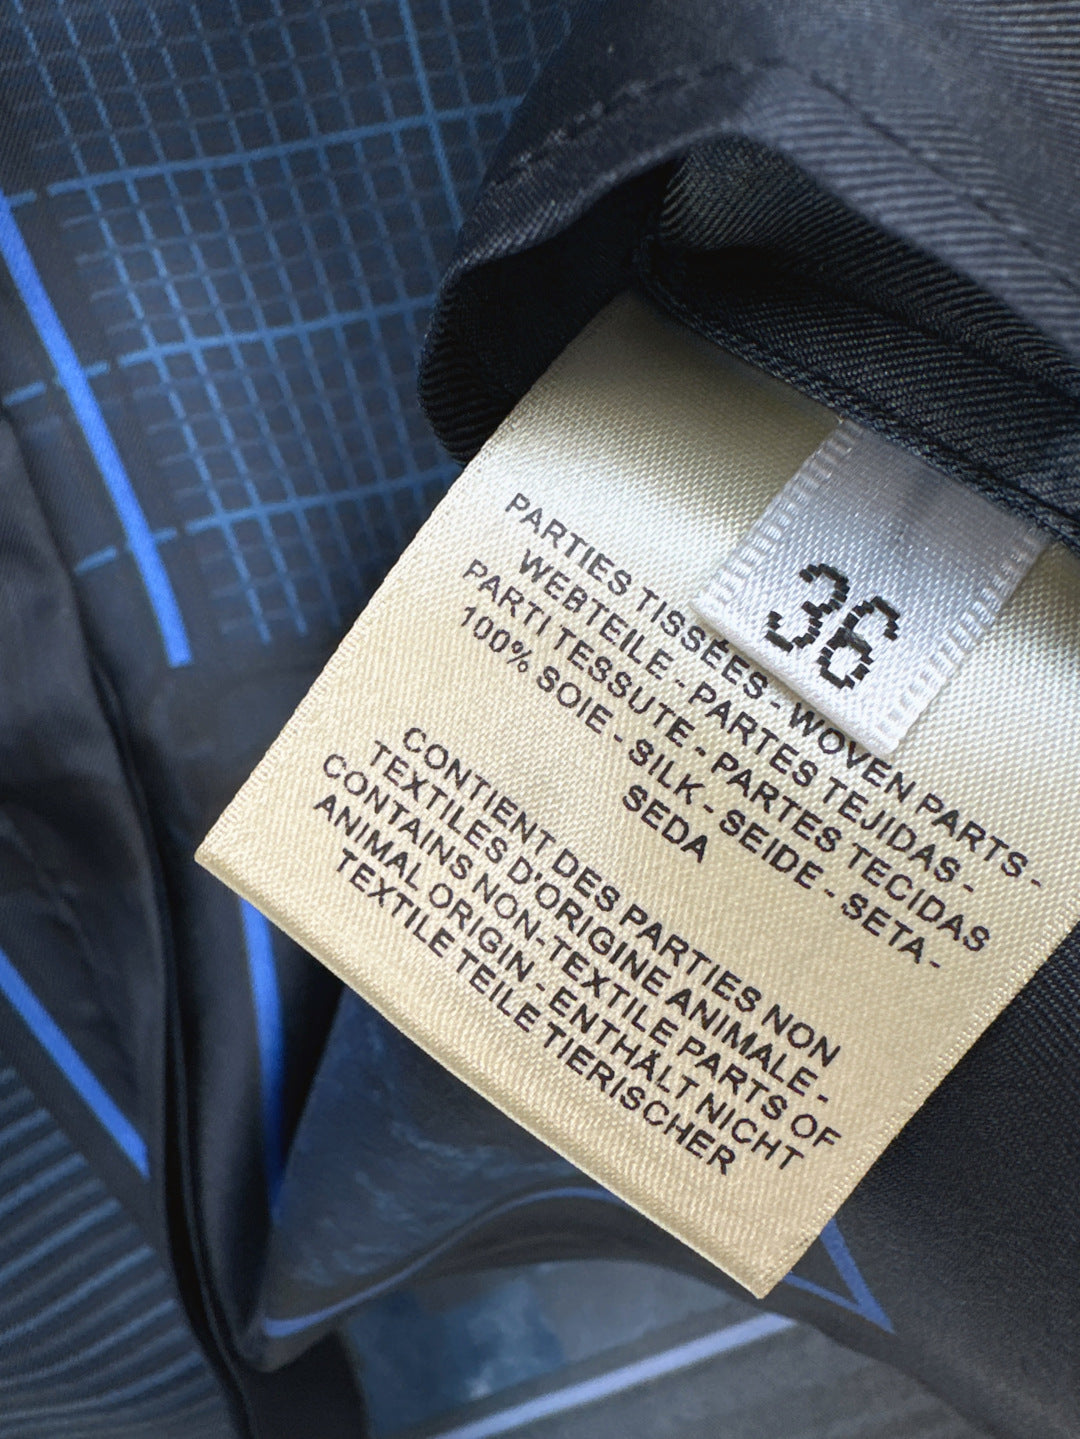 36
PARTIES TISSÉES - WOVEN PARTS -
WEBTEILE - PARTES TEJIDAS -
PARTI TESSUTE - PARTES TECIDAS
100% SOIE - SILK - SEIDE - SETA -
SEDA
CONTIENT DES PARTIES NON
TEXTILES D'ORIGINE ANIMALE -
CONTAINS NON-TEXTILE PARTS OF
ANIMAL ORIGIN - ENTHÄLT NICHT
TEXTILE TEILE TIERISCHER